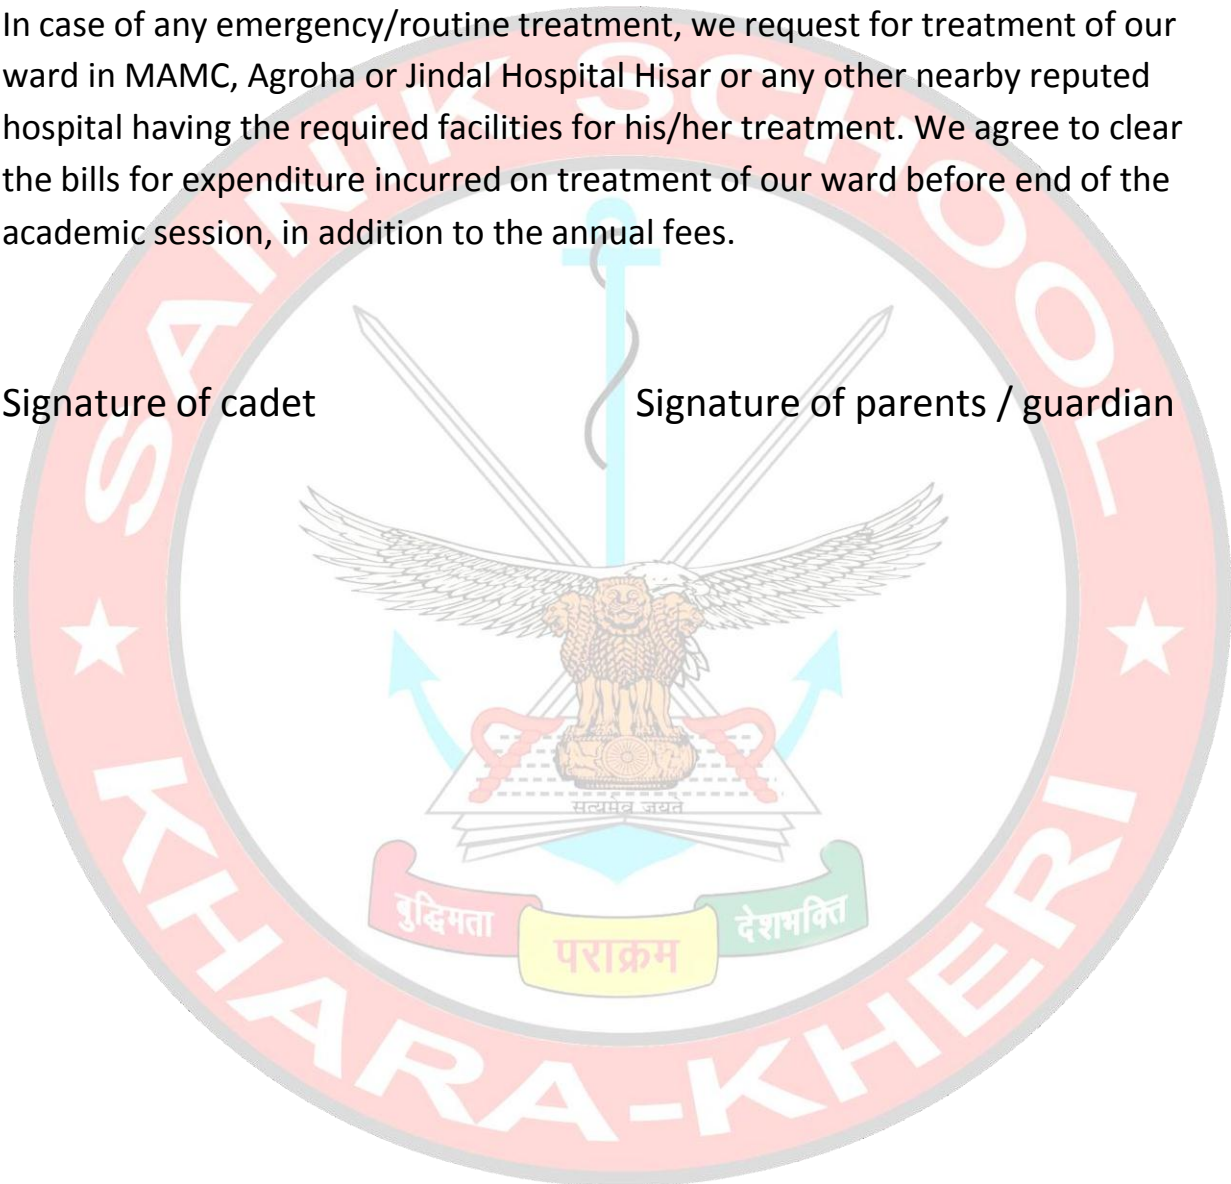 In case of any emergency/routine treatment, we request for treatment of our
ward in MAMC, Agroha or Jindal Hospital Hisar or any other nearby reputed
hospital having the required facilities for his/her treatment. We agree to clear
the bills for expenditure incurred on treatment of our ward before end of the
academic session, in addition to the annual fees.
Signature of cadet Signature of parents / guardian
SAINIK SCHOOL
सत्यमेव जयते
बुद्धिमता पराक्रम देशभक्ति
KHARA-KHERI